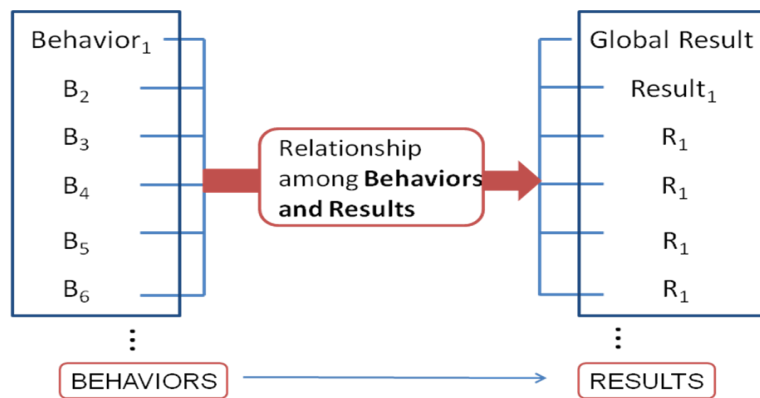 Behavior₁
B₂
B₃
B₄
B₅
B₆
⋮
BEHAVIORS
Relationship
among Behaviors
and Results
Global Result
Result₁
R₁
R₁
R₁
R₁
⋮
RESULTS